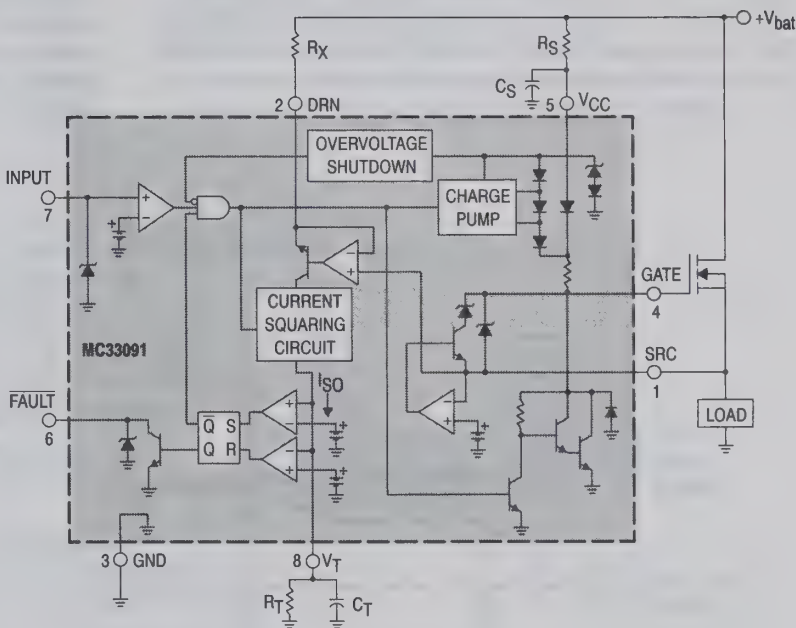 +Vbat
RX
RS
CS
2 DRN
5 VCC
OVERVOLTAGE
SHUTDOWN
INPUT
7
CHARGE
PUMP
GATE
4
CURRENT
SQUARING
CIRCUIT
MC33091
SRC
1
ISO
FAULT
6
LOAD
Q S
Q R
3 GND
8 VT
RT
CT